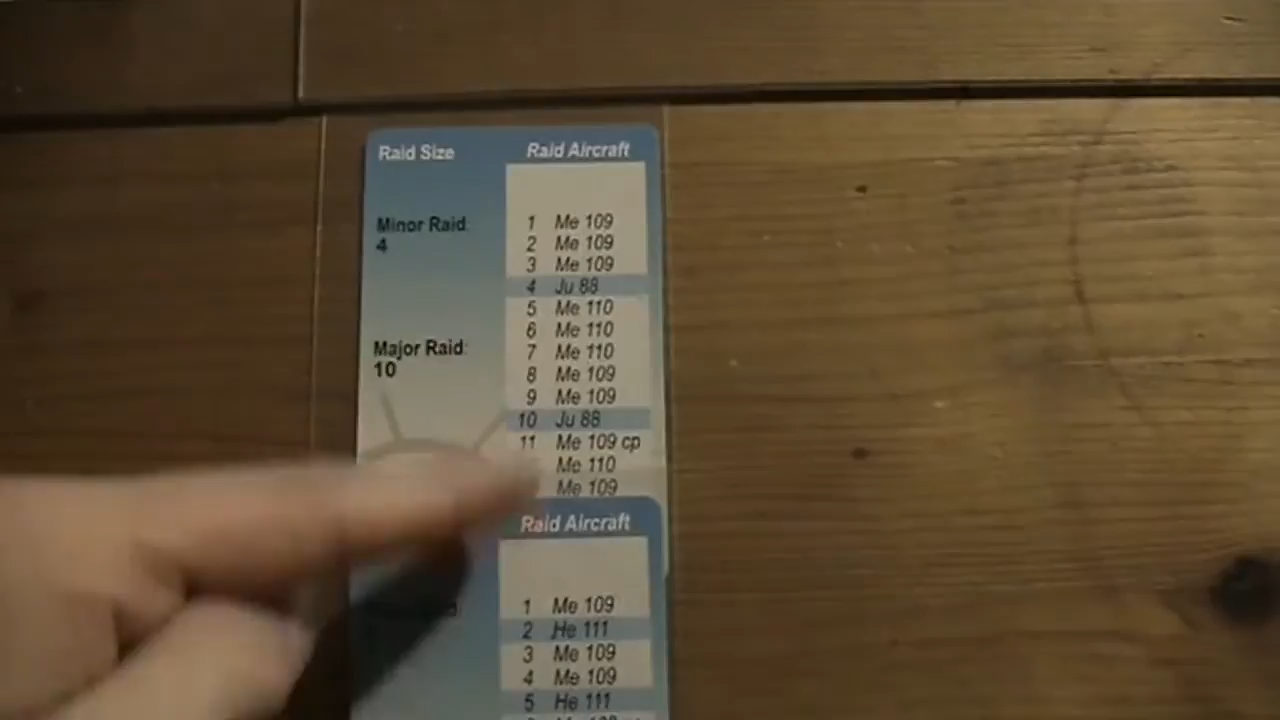 Raid Size
Raid Aircraft
Minor Raid:
4
Major Raid:
10
1 Me 109
2 Me 109
3 Me 109
4 Ju 88
5 Me 110
6 Me 110
7 Me 110
8 Me 109
9 Me 109
10 Ju 88
11 Me 109 cp
Me 110
Me 109
Raid Aircraft
1 Me 109
2 He 111
3 Me 109
4 Me 109
5 He 111